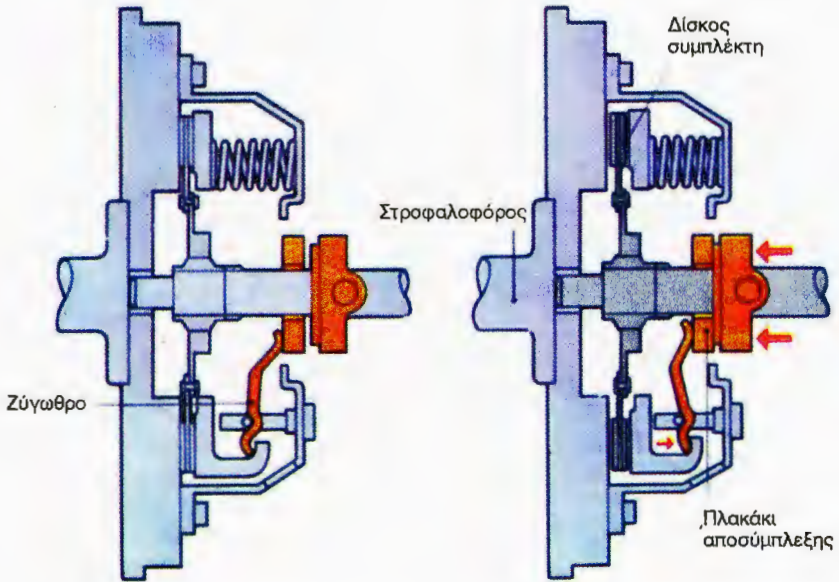 Δίσκος
συμπλέκτη
Στροφαλοφόρος
Ζύγωθρο
Πλακάκι
αποσύμπλεξης